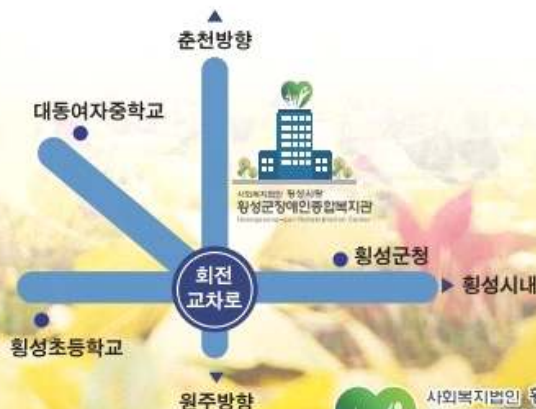 춘천방향
대동여자중학교
사회복지법인 횡성사랑
횡성군장애인종합복지관
횡성군청
회전
교차로
횡성시내
횡성초등학교
원주방향
사회복지법인